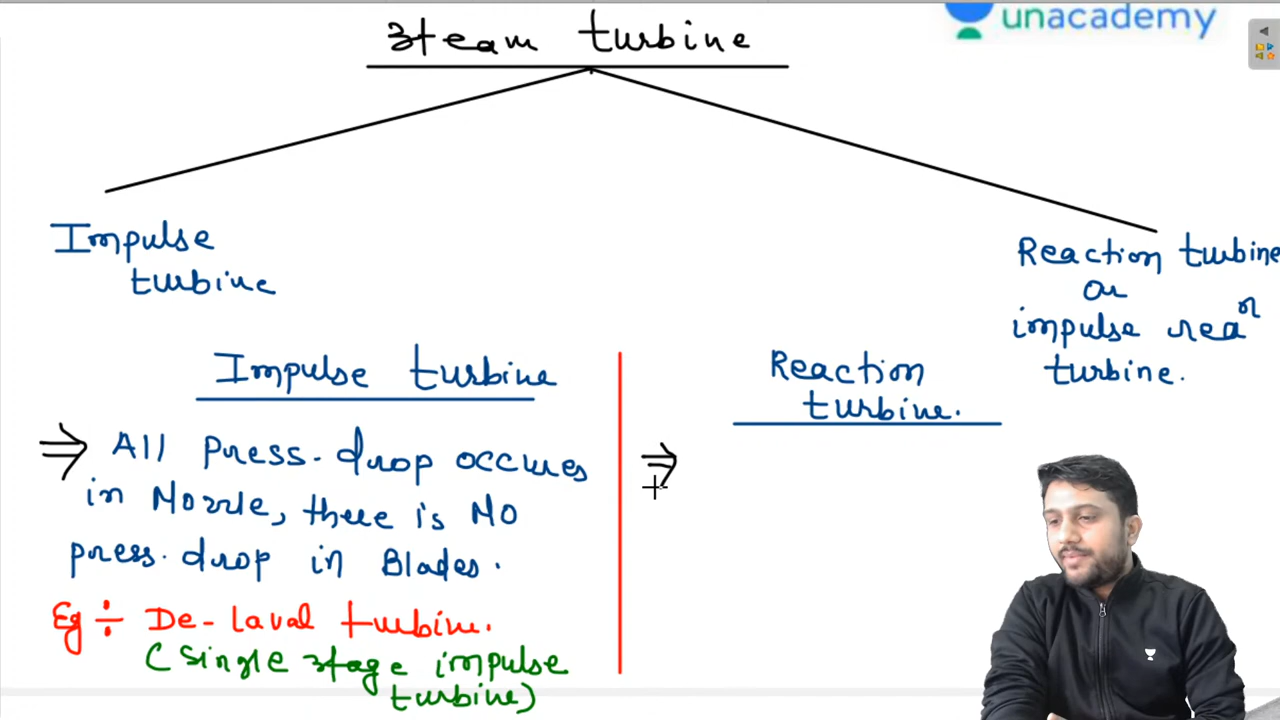 Steam turbine
unacademy
Impulse
turbine
Reaction turbine
or
impulse rean
turbine.
Impulse turbine
Reaction
turbine.
⇒ All press. drop occures
in Nozzle, there is NO
press. drop in Blades.
⇒
Eg ÷ De-Laval turbine.
(single stage impulse
turbine)